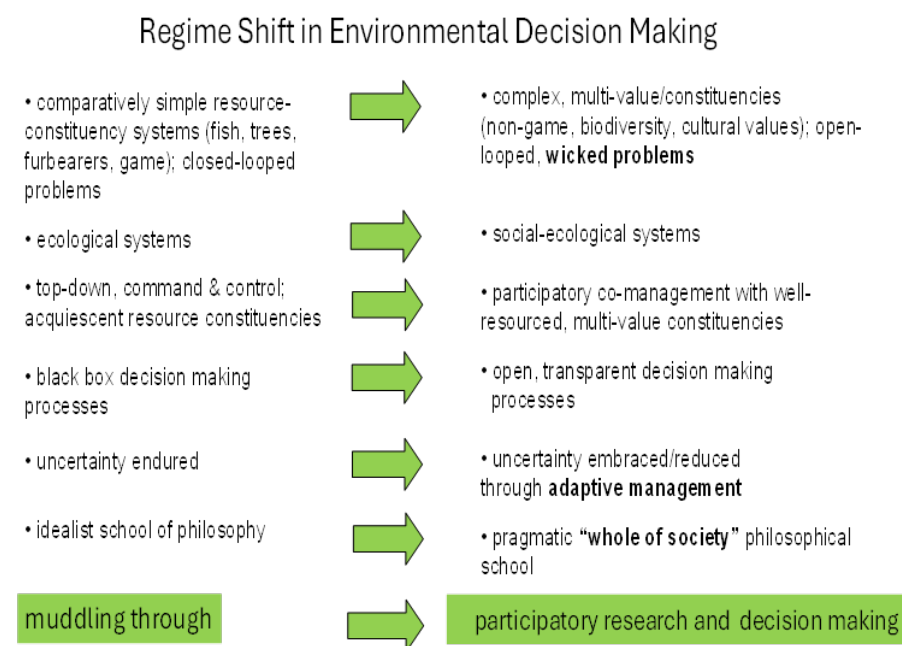 Regime Shift in Environmental Decision Making
• comparatively simple resource-
constituency systems (fish, trees,
furbearers, game); closed-looped
problems
• complex, multi-value/constituencies
(non-game, biodiversity, cultural values); open-
looped, wicked problems
• ecological systems
• social-ecological systems
• top-down, command & control;
acquiescent resource constituencies
• participatory co-management with well-
resourced, multi-value constituencies
• black box decision making
processes
• open, transparent decision making
processes
• uncertainty endured
• uncertainty embraced/reduced
through adaptive management
• idealist school of philosophy
• pragmatic “whole of society” philosophical
school
muddling through
participatory research and decision making